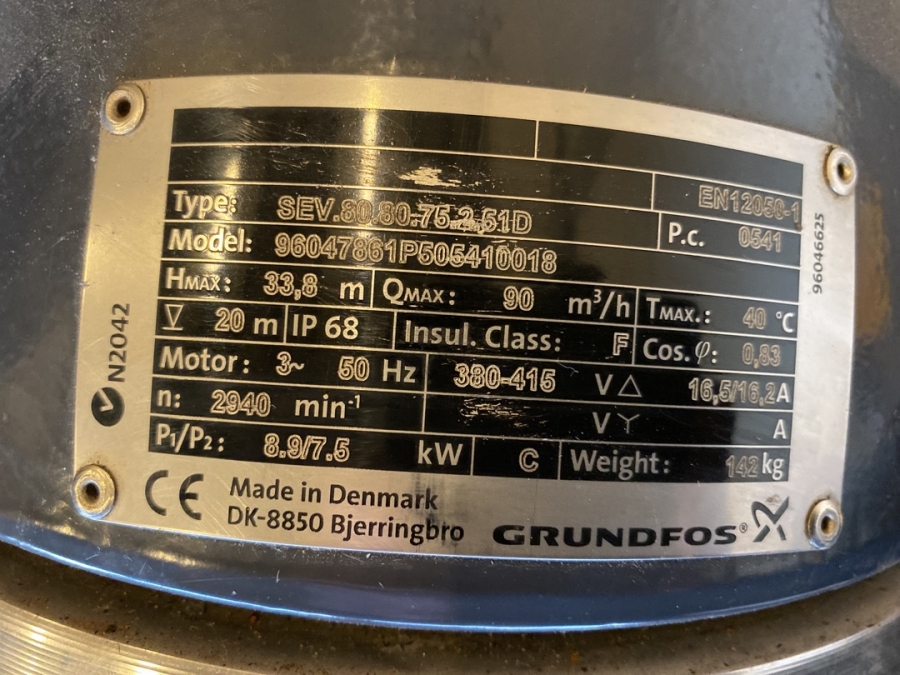 EN12050-1
Type: SEV.80.80.75.2.51D
P.c. 0541
Model: 96047861P505410018
HMAX: 33,8 m QMAX: 90 m³/h TMAX.: 40 °C
20 m IP 68 Insul. Class: F Cos. φ: 0,83
Motor: 3~ 50 Hz 380-415 V △ 16,5/16,2 A
n: 2940 min⁻¹ V Y A
P₁/P₂: 8.9/7.5 kW C Weight: 142 kg
CE Made in Denmark
DK-8850 Bjerringbro GRUNDFOS®
N2042
96046625